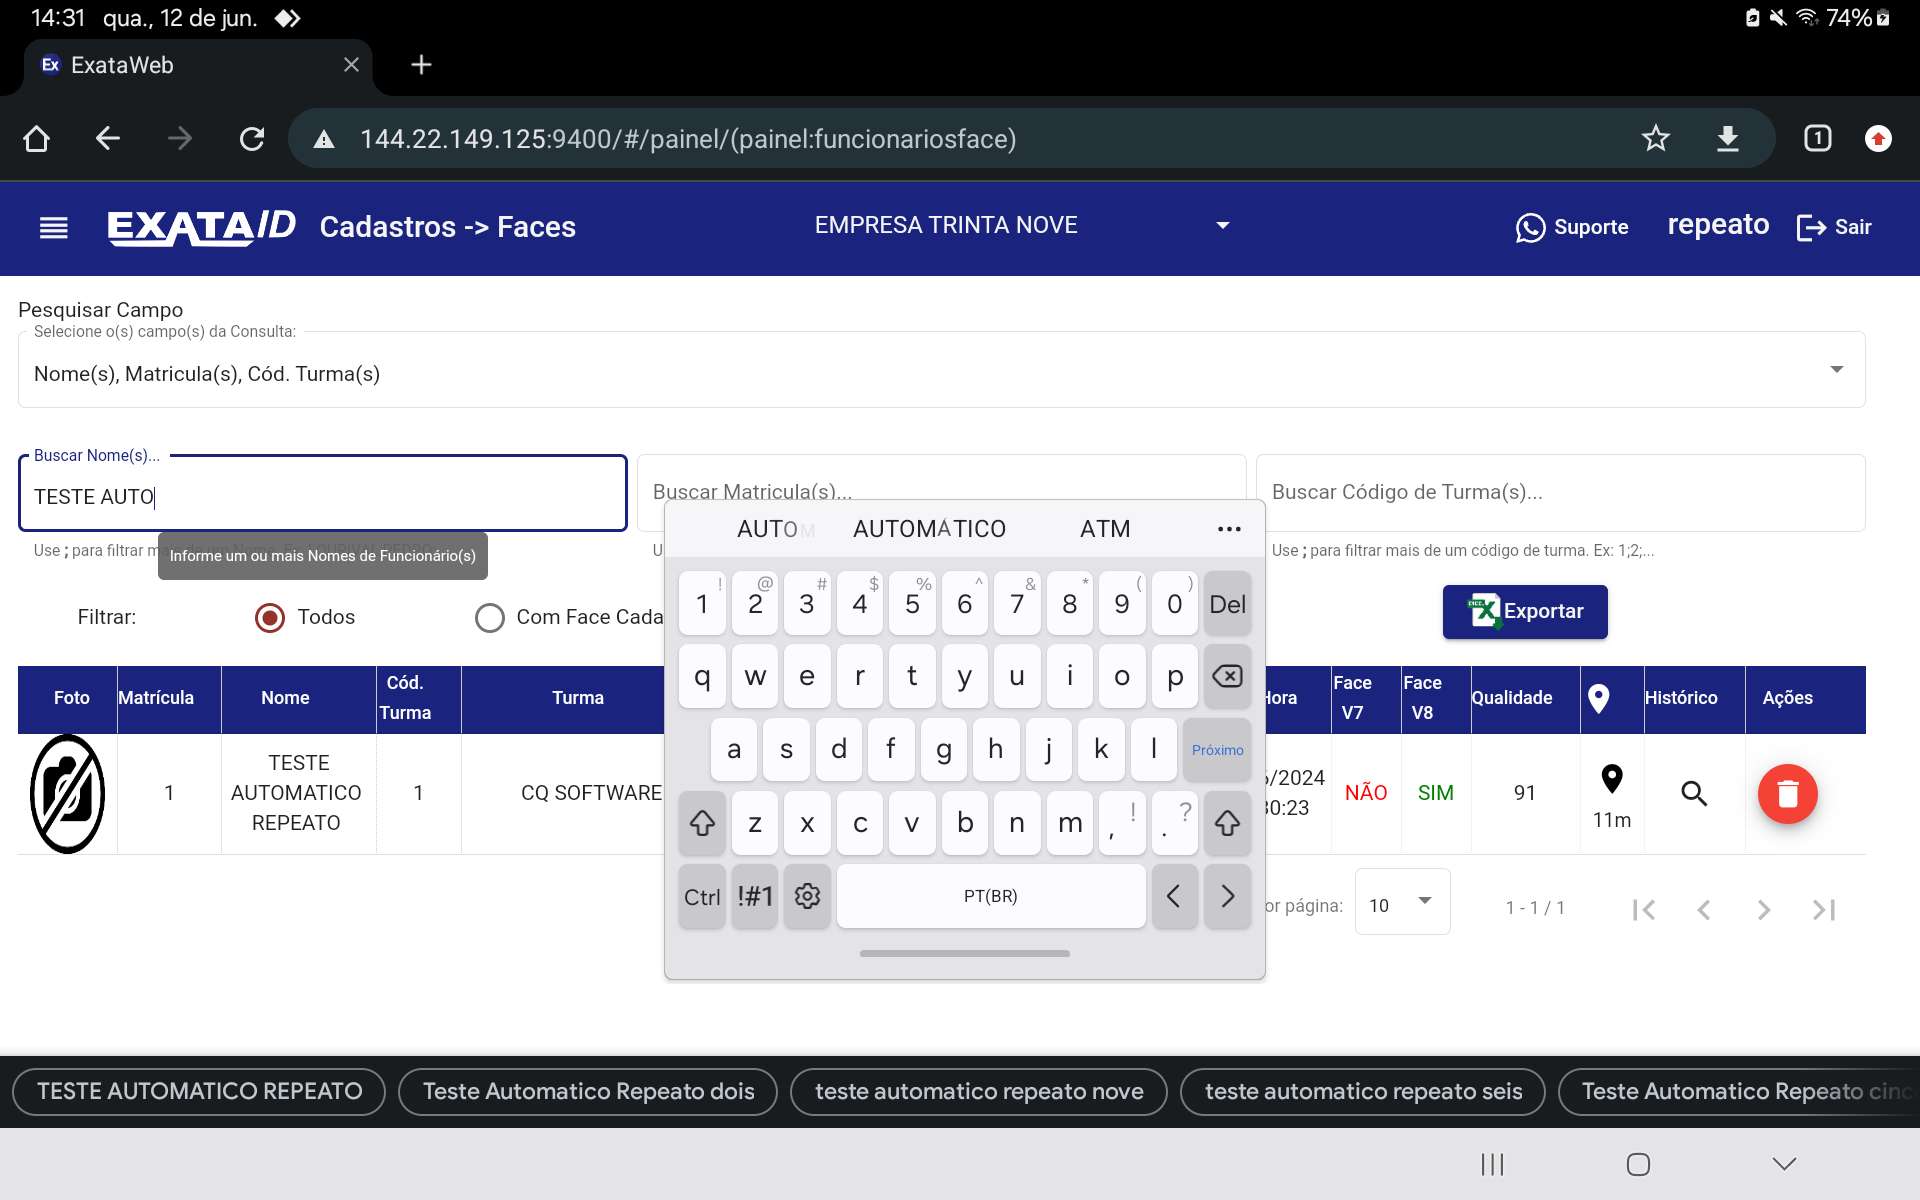 14:31 qua., 12 de jun. 74%
Ex ExataWeb
144.22.149.125:9400/#/painel/(painel:funcionariosface) 1
EXATA/ID Cadastros -> Faces EMPRESA TRINTA NOVE Suporte repeato Sair
Pesquisar Campo
Selecione o(s) campo(s) da Consulta:
Nome(s), Matricula(s), Cód. Turma(s)
Buscar Nome(s)...
TESTE AUTO
Buscar Matricula(s)...
Buscar Código de Turma(s)...
Use ; para filtrar
Informe um ou mais Nomes de Funcionário(s)
Use ; para filtrar mais de um código de turma. Ex: 1;2;...
AUTOM AUTOMÁTICO ATM ...
Filtrar: Todos Com Face Cada
Exportar
! @ # $ % ^ & * ( )
1 2 3 4 5 6 7 8 9 0 Del
q w e r t y u i o p
a s d f g h j k l Próximo
z x c v b n m , ! . ?
Ctrl !#1 PT(BR) < >
Foto Matrícula Nome Cód. Turma Turma Hora Face V7 Face V8 Qualidade Histórico Ações
1 TESTE AUTOMATICO REPEATO 1 CQ SOFTWARE /2024 30:23 NÃO SIM 91 11m
or página: 10 1 - 1 / 1
TESTE AUTOMATICO REPEATO Teste Automatico Repeato dois teste automatico repeato nove teste automatico repeato seis Teste Automatico Repeato cinc